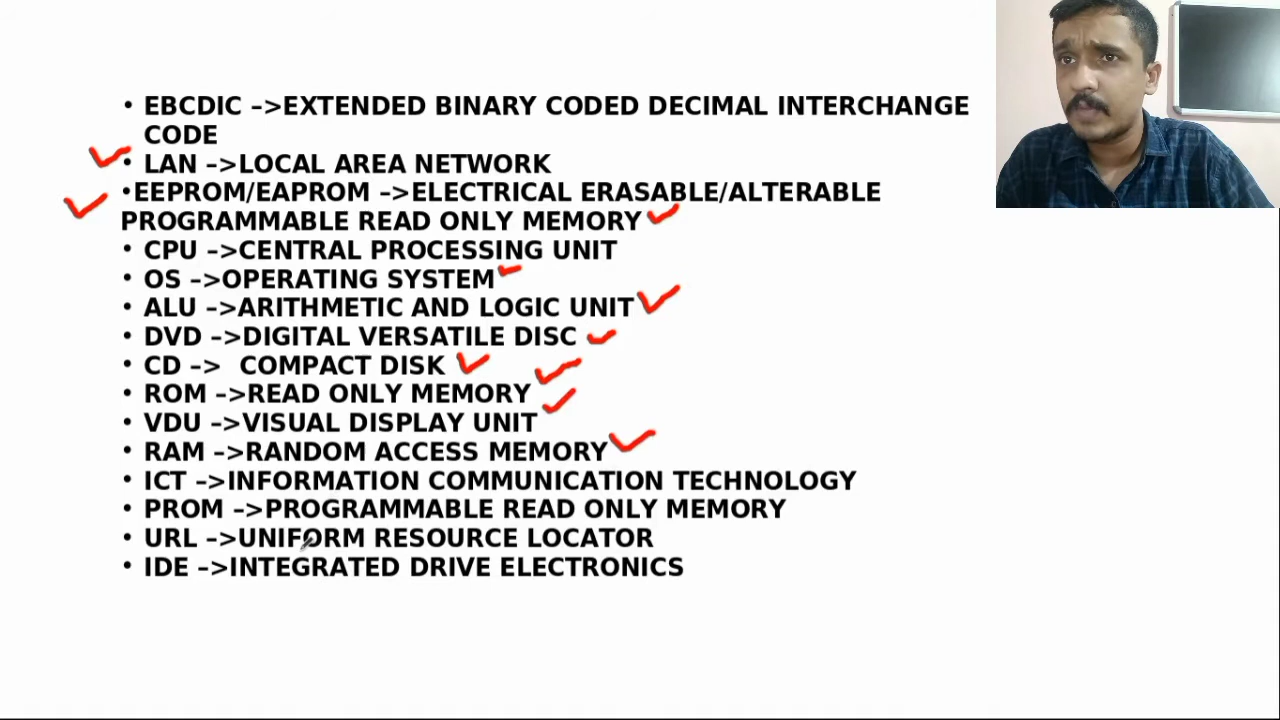 • EBCDIC –>EXTENDED BINARY CODED DECIMAL INTERCHANGE
CODE
• LAN –>LOCAL AREA NETWORK
•EEPROM/EAPROM –>ELECTRICAL ERASABLE/ALTERABLE
PROGRAMMABLE READ ONLY MEMORY
• CPU –>CENTRAL PROCESSING UNIT
• OS –>OPERATING SYSTEM
• ALU –>ARITHMETIC AND LOGIC UNIT
• DVD –>DIGITAL VERSATILE DISC
• CD –> COMPACT DISK
• ROM –>READ ONLY MEMORY
• VDU –>VISUAL DISPLAY UNIT
• RAM –>RANDOM ACCESS MEMORY
• ICT –>INFORMATION COMMUNICATION TECHNOLOGY
• PROM –>PROGRAMMABLE READ ONLY MEMORY
• URL –>UNIFORM RESOURCE LOCATOR
• IDE –>INTEGRATED DRIVE ELECTRONICS